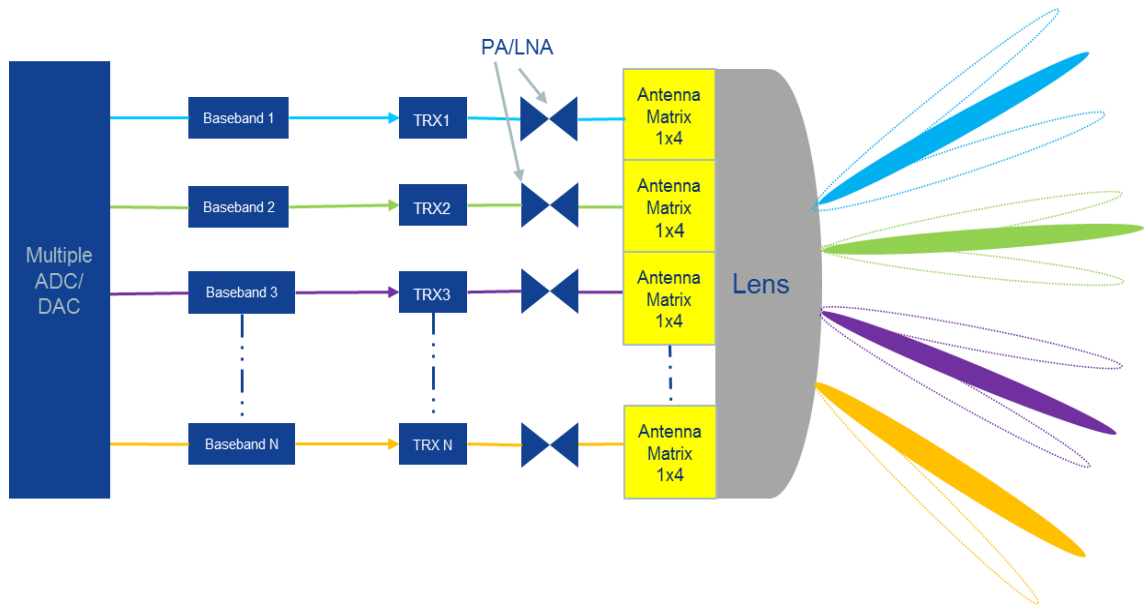 PA/LNA
Multiple
ADC/
DAC
Baseband 1
TRX1
Antenna
Matrix
1x4
Baseband 2
TRX2
Antenna
Matrix
1x4
Baseband 3
TRX3
Antenna
Matrix
1x4
Baseband N
TRX N
Antenna
Matrix
1x4
Lens